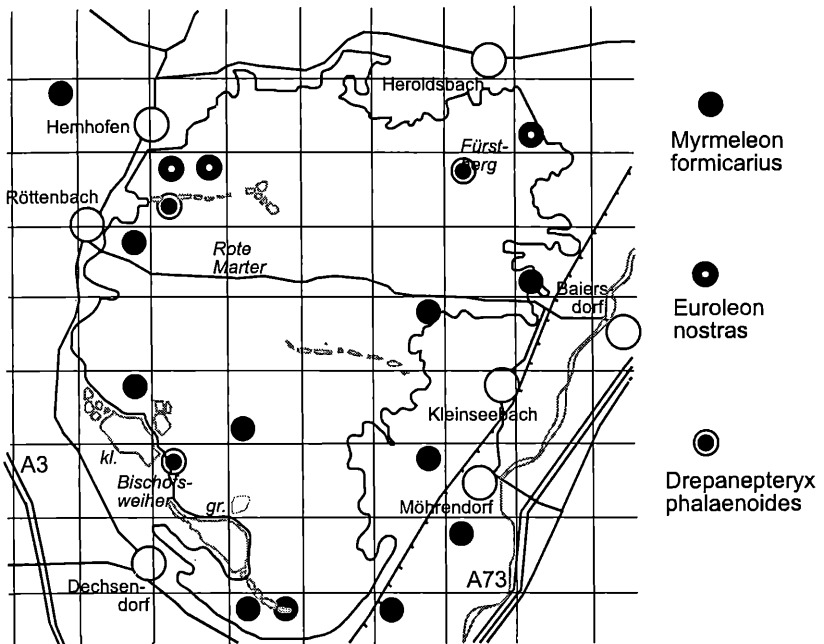 Heroldsbach
Hemhofen
Fürst-
berg
Röttenbach
Rote
Marter
Baiers
dorf
Kleinseebach
kl.
A3
Bischofs-
weiher
gr.
Möhrendorf
Dechsen-
dorf
A73
Myrmeleon
formicarius
Euroleon
nostras
Drepanepteryx
phalaenoides